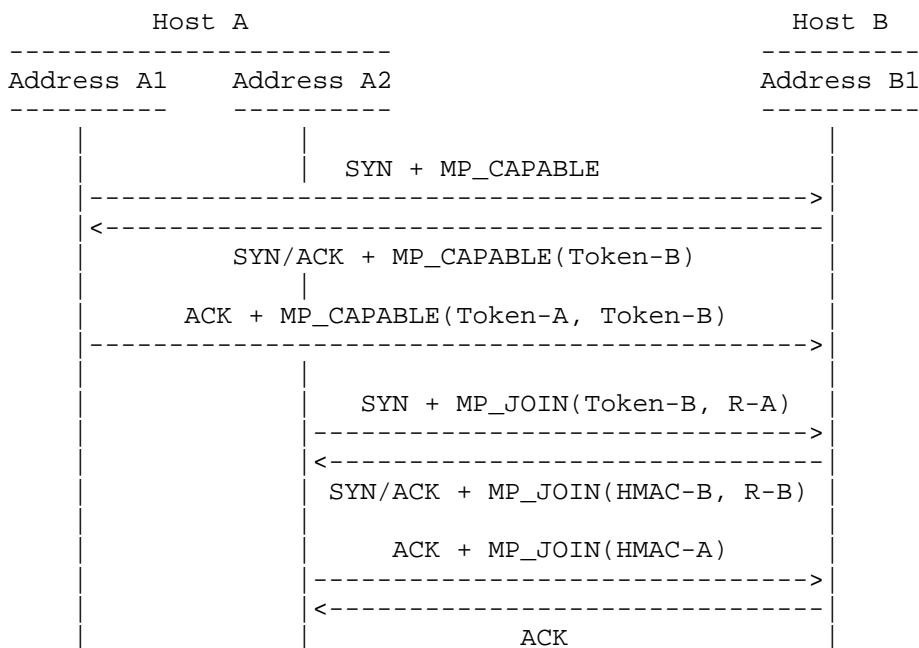 Host A Host B
Address A1 Address A2 Address B1
SYN + MP_CAPABLE
SYN/ACK + MP_CAPABLE(Token-B)
ACK + MP_CAPABLE(Token-A, Token-B)
SYN + MP_JOIN(Token-B, R-A)
SYN/ACK + MP_JOIN(HMAC-B, R-B)
ACK + MP_JOIN(HMAC-A)
ACK